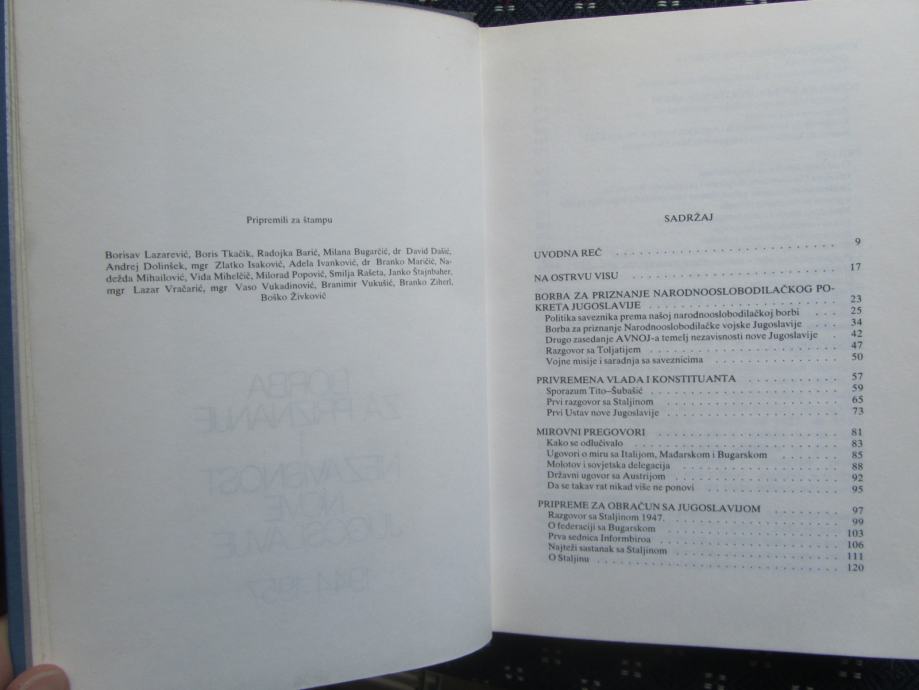 Pripremili za štampu
Borisav Lazarević, Boris Tkačik, Radojka Barić, Milana Bugarčić, dr David Dašić,
Andrej Dolinšek, mgr Zlatko Isaković, Adela Ivanković, dr Branko Maričić, Na-
dežda Mihailović, Vida Mihelčič, Milorad Popović, Smilja Rašeta, Janko Štajnbaher,
mgr Lazar Vračarić, mgr Vaso Vukadinović, Branimir Vukušić, Branko Ziherl,
Boško Živković
SADRŽAJ
UVODNA REČ 9
NA OSTRVU VISU 17
BORBA ZA PRIZNANJE NARODNOOSLOBODILAČKOG PO-
KRETA JUGOSLAVIJE 23
Politika saveznika prema našoj narodnooslobodilačkoj borbi 25
Borba za priznanje Narodnooslobodilačke vojske Jugoslavije 34
Drugo zasedanje AVNOJ-a temelj nezavisnosti nove Jugoslavije 42
Razgovor sa Toljatijem 47
Vojne misije i saradnja sa saveznicima 50
PRIVREMENA VLADA I KONSTITUANTA 57
Sporazum Tito–Šubašić 59
Prvi razgovor sa Staljinom 65
Prvi Ustav nove Jugoslavije 73
MIROVNI PREGOVORI 81
Kako se odlučivalo 83
Ugovori o miru sa Italijom, Mađarskom i Bugarskom 85
Molotov i sovjetska delegacija 88
Državni ugovor sa Austrijom 92
Da se takav rat nikad više ne ponovi 95
PRIPREME ZA OBRAČUN SA JUGOSLAVIJOM 97
Razgovor sa Staljinom 1947. 99
O federaciji sa Bugarskom 103
Prva sednica Informbiroa 106
Najteži sastanak sa Staljinom 111
O Staljinu 120